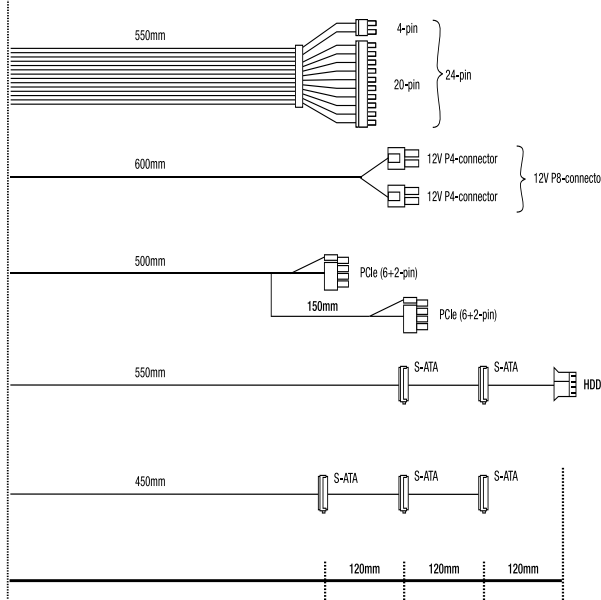 550mm
4-pin
20-pin
24-pin
600mm
12V P4-connector
12V P4-connector
12V P8-connecto
500mm
PCIe (6+2-pin)
150mm
PCIe (6+2-pin)
550mm
S-ATA
S-ATA
HDD
450mm
S-ATA
S-ATA
S-ATA
120mm
120mm
120mm